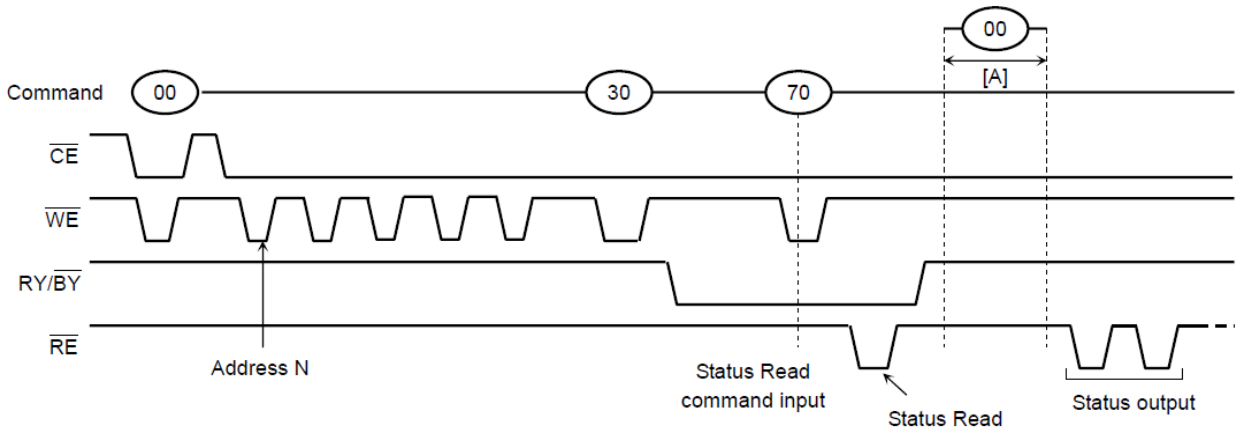 00
[A]
Command 00 30 70
CE
WE
RY/BY
RE
Address N
Status Read
command input
Status Read
Status output